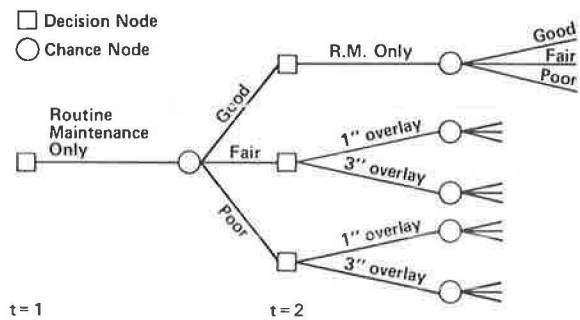 Decision Node
Chance Node
Routine
Maintenance
Only
Good
Fair
Poor
R.M. Only
Good
Fair
Poor
1" overlay
3" overlay
1" overlay
3" overlay
t=1
t=2